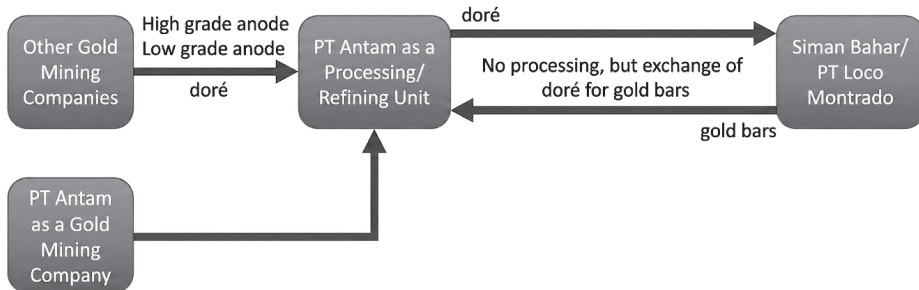 Other Gold
Mining
Companies
High grade anode
Low grade anode
doré
PT Antam as a
Processing/
Refining Unit
doré
No processing, but exchange of
doré for gold bars
gold bars
Siman Bahar/
PT Loco
Montrado
PT Antam
as a Gold
Mining
Company